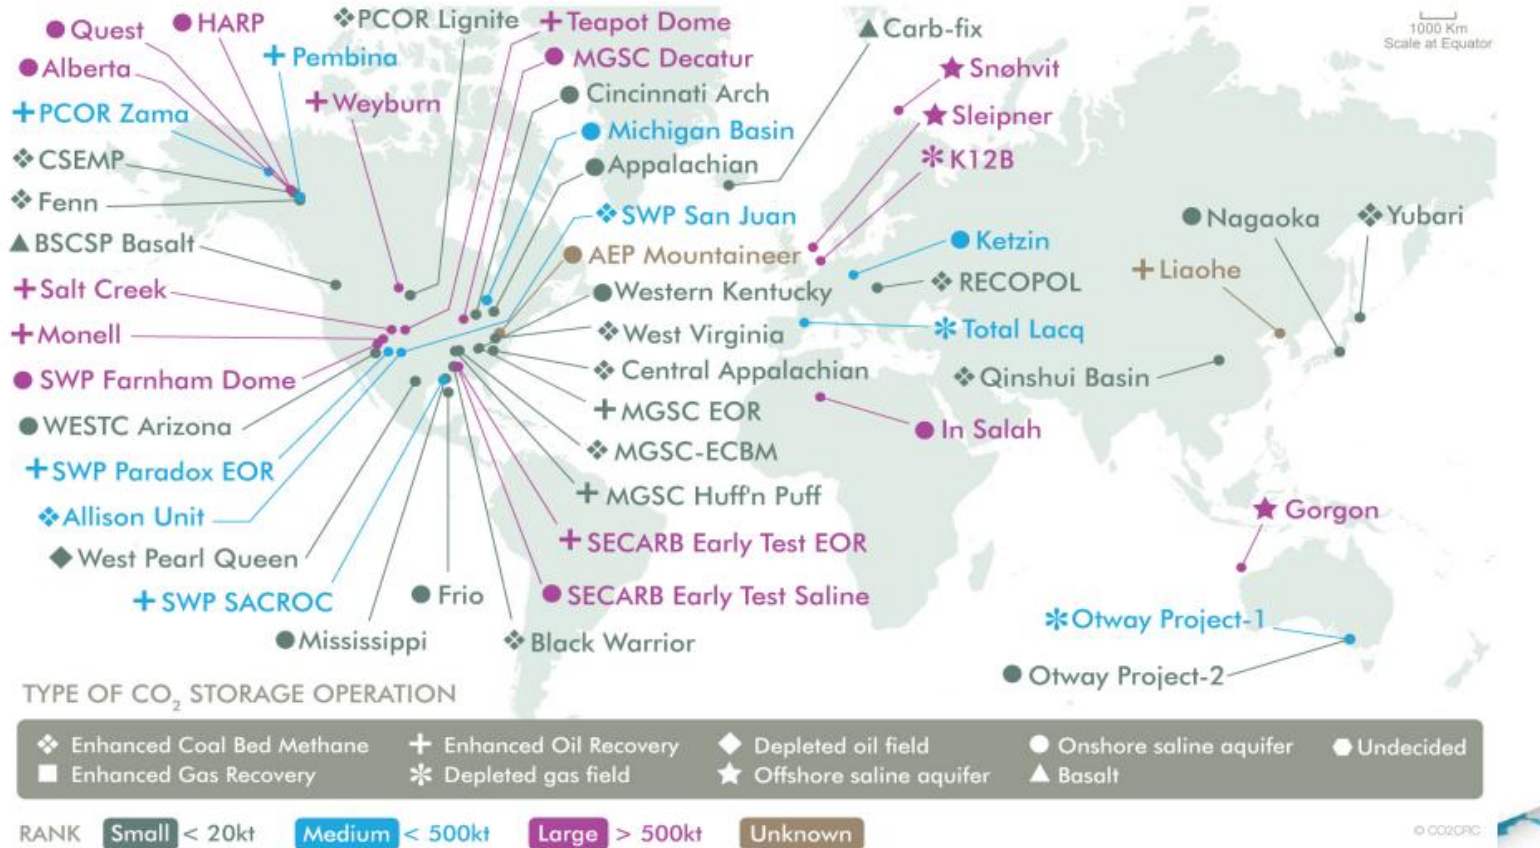 Quest
HARP
PCOR Lignite
Teapot Dome
Carb-fix
1000 Km
Scale at Equator
Alberta
Pembina
MGSC Decatur
Snøhvit
PCOR Zama
Weyburn
Cincinnati Arch
Sleipner
CSEMP
Michigan Basin
K12B
Fenn
Appalachian
BSCSP Basalt
SWP San Juan
Ketzin
Nagaoka
Yubari
Salt Creek
AEP Mountaineer
RECOPOL
Liaohe
Monell
Western Kentucky
Total Lacq
SWP Farnham Dome
West Virginia
Qinshui Basin
WESTC Arizona
Central Appalachian
In Salah
SWP Paradox EOR
MGSC EOR
Allison Unit
MGSC-ECBM
West Pearl Queen
MGSC Huff'n Puff
Gorgon
SWP SACROC
Frio
SECARB Early Test EOR
Mississippi
SECARB Early Test Saline
Otway Project-1
Black Warrior
Otway Project-2
TYPE OF CO₂ STORAGE OPERATION
Enhanced Coal Bed Methane
Enhanced Oil Recovery
Depleted oil field
Onshore saline aquifer
Undecided
Enhanced Gas Recovery
Depleted gas field
Offshore saline aquifer
Basalt
RANK Small < 20kt Medium < 500kt Large > 500kt Unknown
© CO2CRC